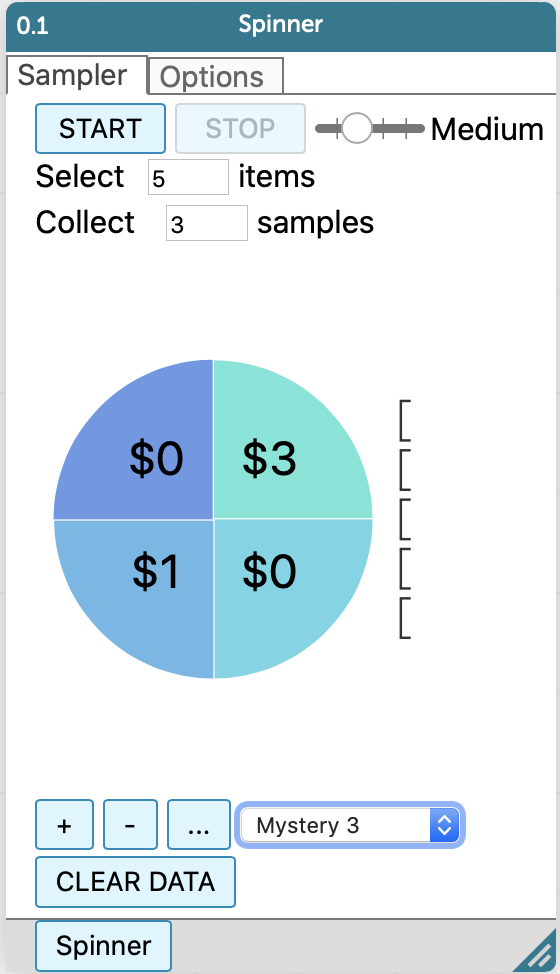 0.1 Spinner
Sampler Options
START STOP Medium
Select 5 items
Collect 3 samples
$0 $3
$1 $0
+ - ... Mystery 3
CLEAR DATA
Spinner